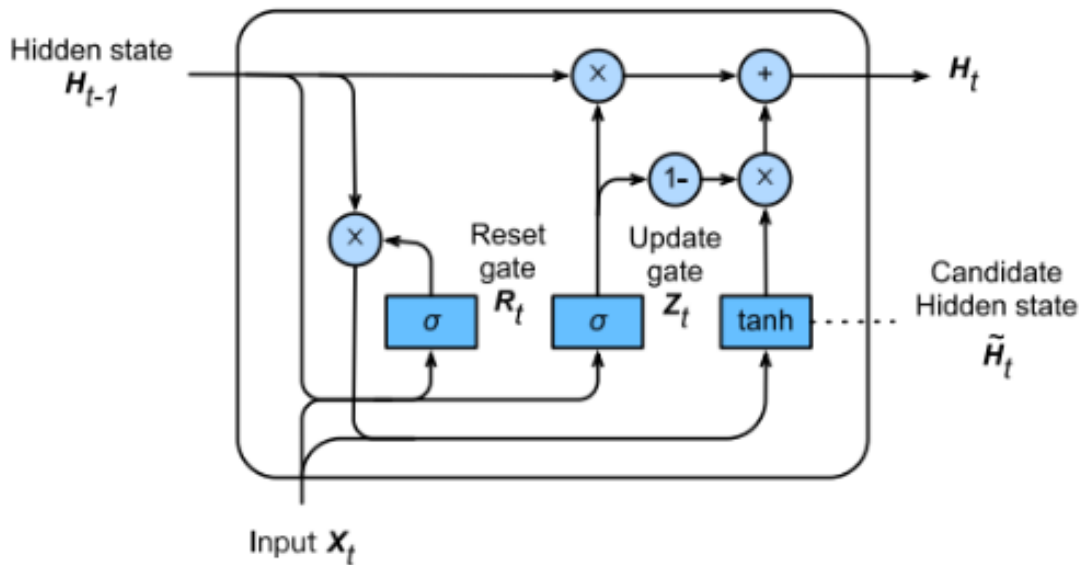 Hidden state
H_{t-1}
×
+
H_t
1-
×
×
Reset
gate
R_t
Update
gate
Z_t
σ
σ
tanh
Candidate
Hidden state
H̃_t
Input X_t